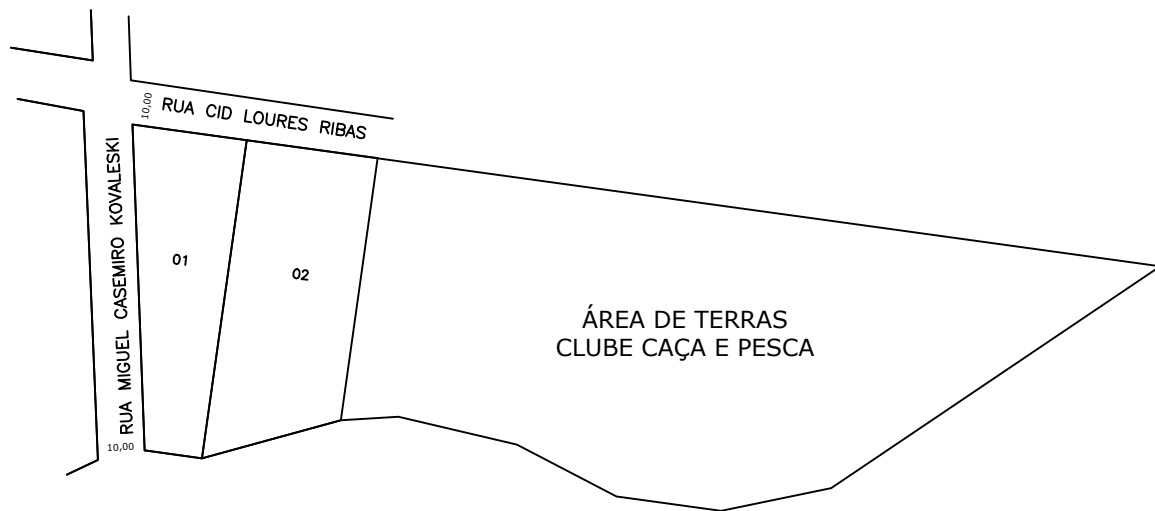 10,00
RUA CID LOURES RIBAS
RUA MIGUEL CASEMIRO KOVALESKI
01
02
ÁREA DE TERRAS
CLUBE CAÇA E PESCA
10,00